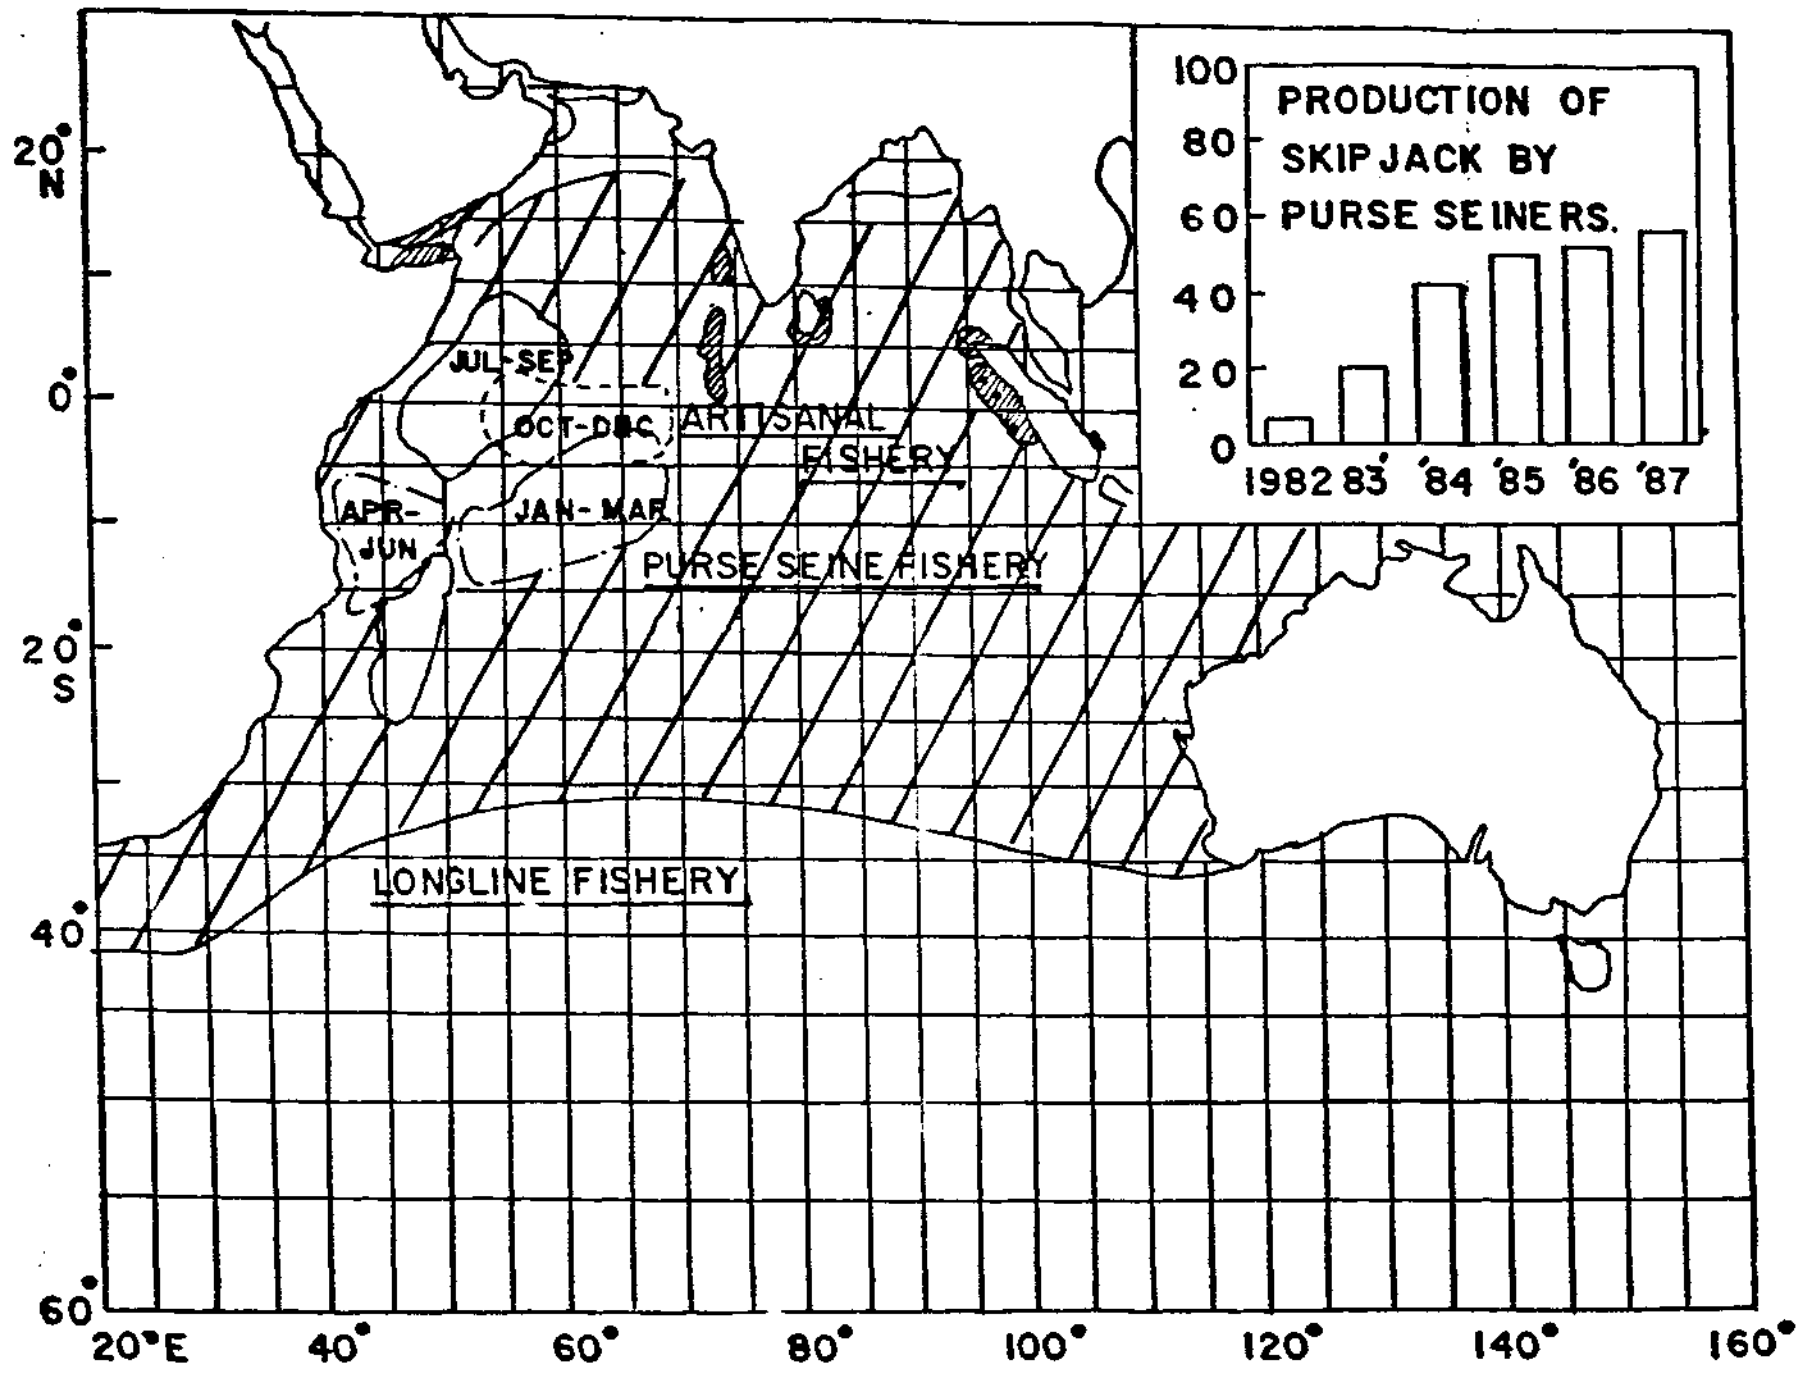 100
80
60
40
20
0
PRODUCTION OF
SKIPJACK BY
PURSE SEINERS.
1982 83' '84 '85 '86 '87
20°
N
0°
20°
S
40°
60°
JUL-SEP
OCT-DEC
ARTISANAL
FISHERY
APR-
JUN
JAN-MAR
PURSE SEINE FISHERY
LONGLINE FISHERY
20°E 40° 60° 80° 100° 120° 140° 160°